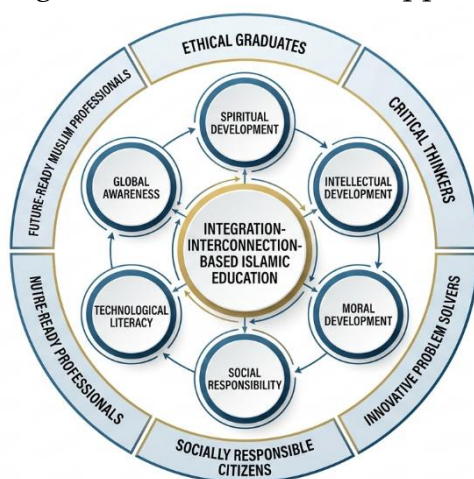 ETHICAL GRADUATES
CRITICAL THINKERS
INNOVATIVE PROBLEM SOLVERS
SOCIALLY RESPONSIBLE
CITIZENS
NUTRE-READY PROFESSIONALS
FUTURE-READY MUSLIM PROFESSIONALS
SPIRITUAL
DEVELOPMENT
INTELLECTUAL
DEVELOPMENT
MORAL
DEVELOPMENT
SOCIAL
RESPONSIBILITY
TECHNOLOGICAL
LITERACY
GLOBAL
AWARENESS
INTEGRATION-
INTERCONNECTION-
BASED ISLAMIC
EDUCATION